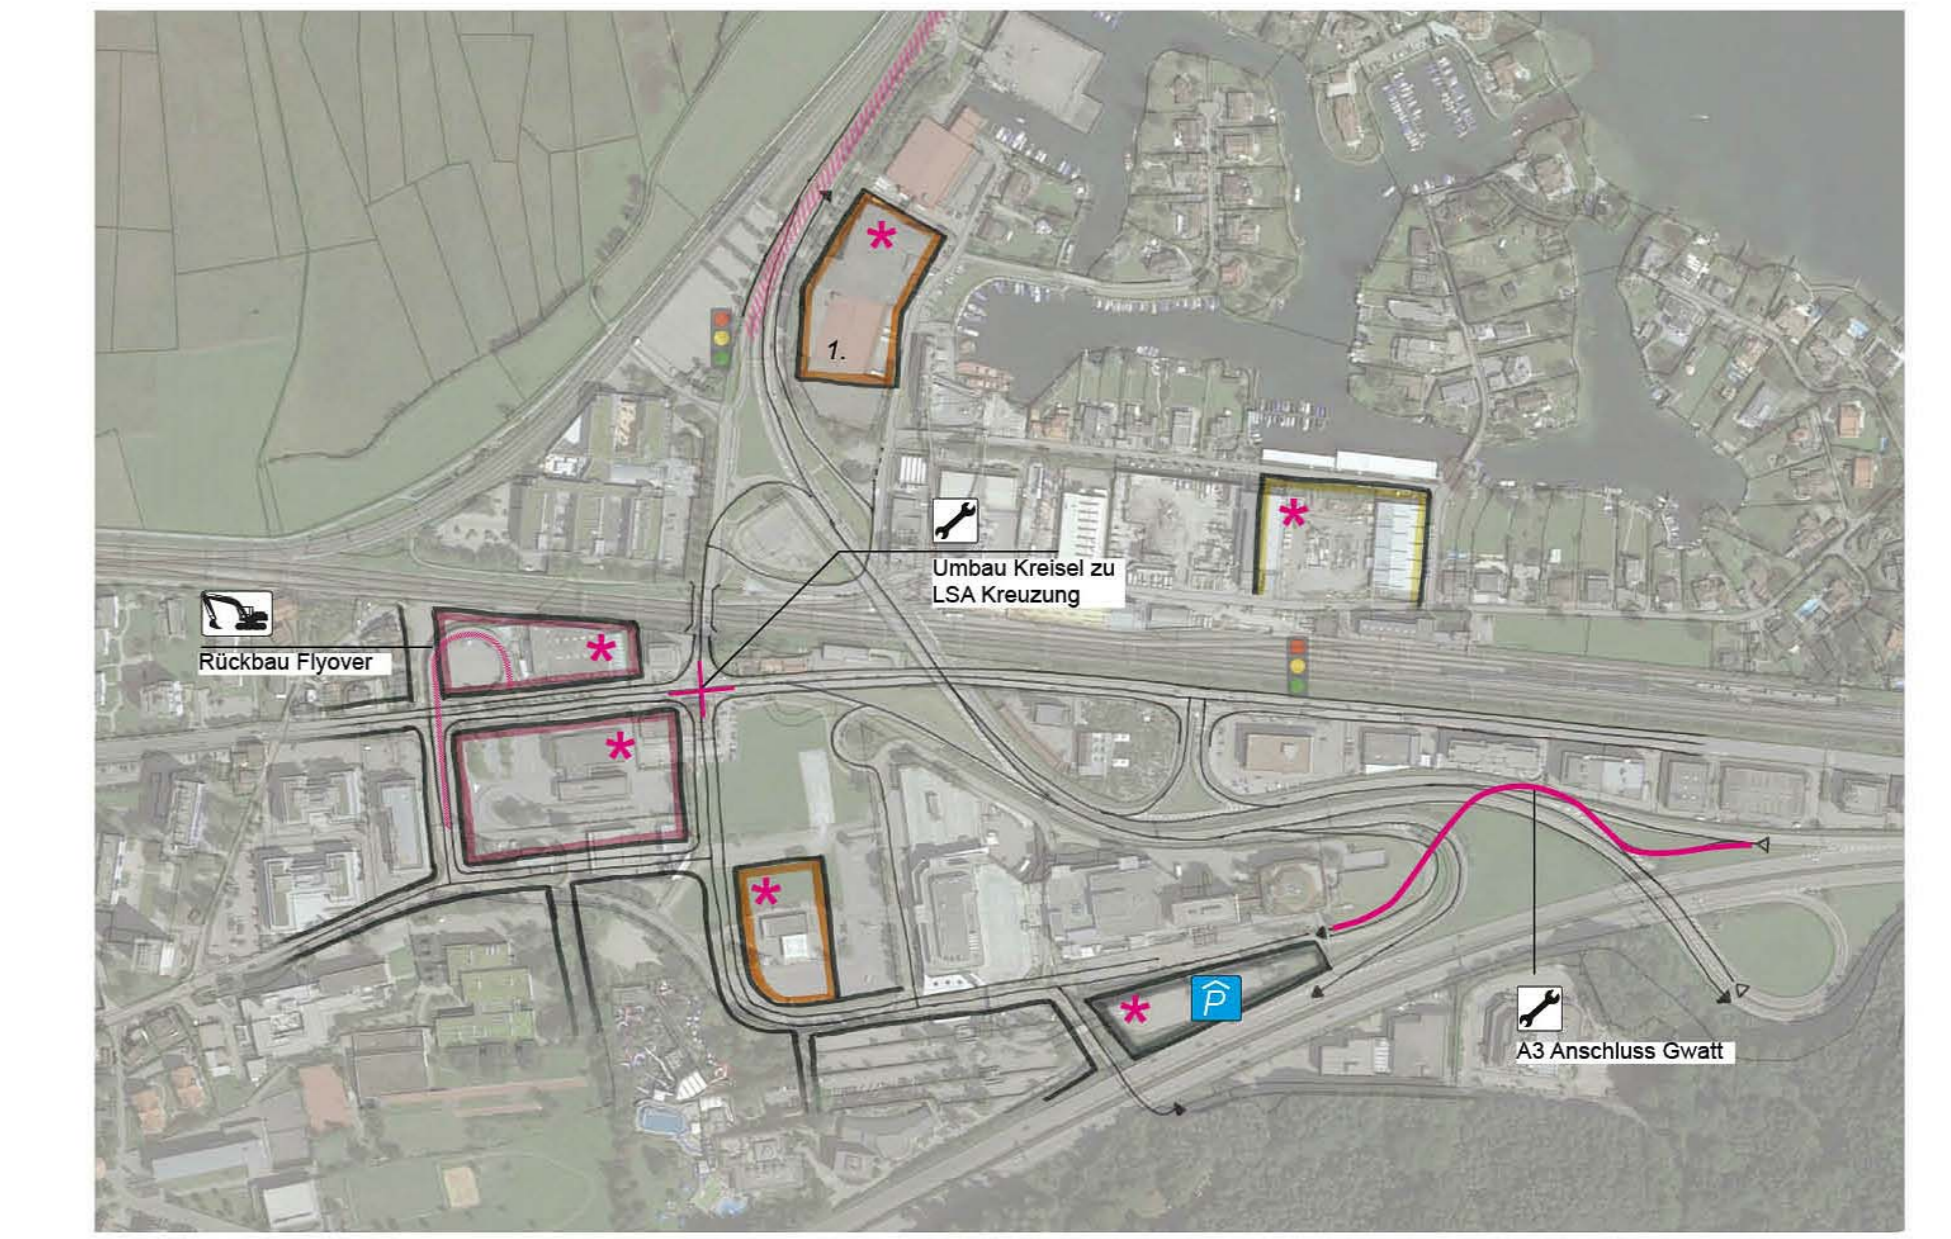 1.
Umbau Kreisel zu
LSA Kreuzung
Rückbau Flyover
P
A3 Anschluss Gwatt